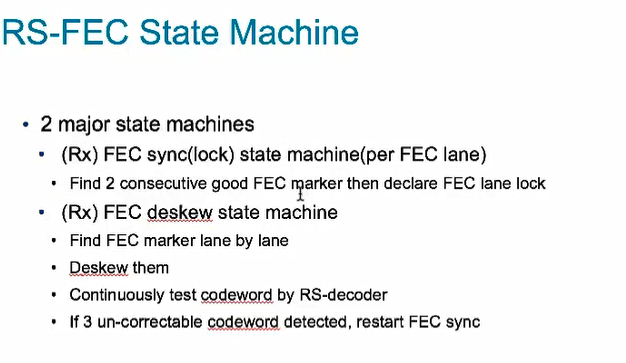 RS-FEC State Machine
• 2 major state machines
• (Rx) FEC sync(lock) state machine(per FEC lane)
• Find 2 consecutive good FEC marker then declare FEC lane lock
• (Rx) FEC deskew state machine
• Find FEC marker lane by lane
• Deskew them
• Continuously test codeword by RS-decoder
• If 3 un-correctable codeword detected, restart FEC sync